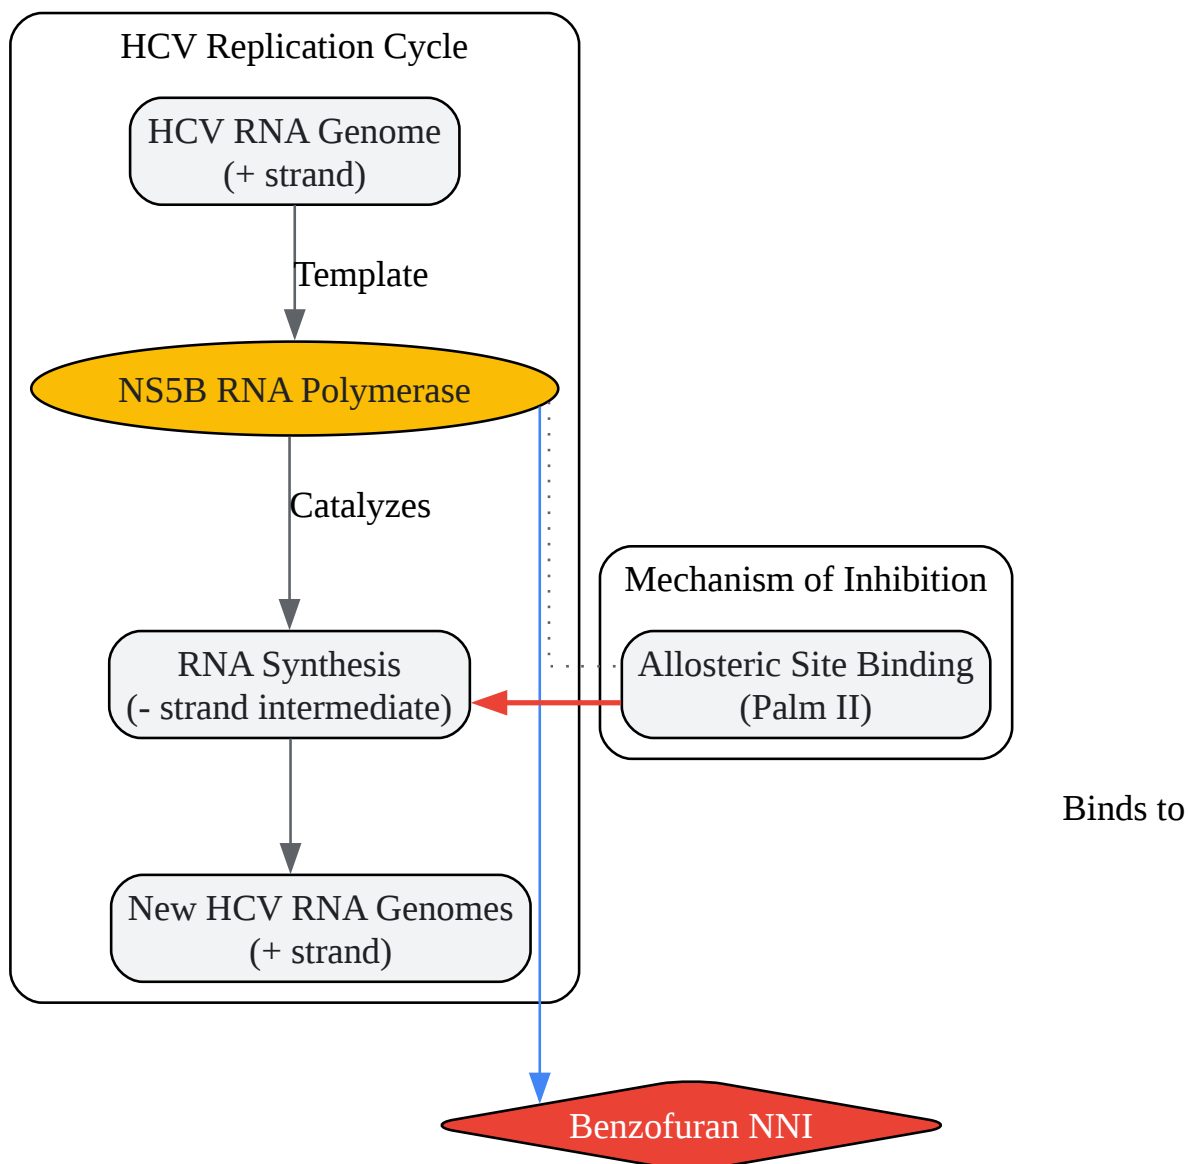 HCV Replication Cycle
HCV RNA Genome
(+ strand)
Template
NS5B RNA Polymerase
Catalyzes
Mechanism of Inhibition
RNA Synthesis
(- strand intermediate)
Allosteric Site Binding
(Palm II)
Binds to
New HCV RNA Genomes
(+ strand)
Benzofuran NNI